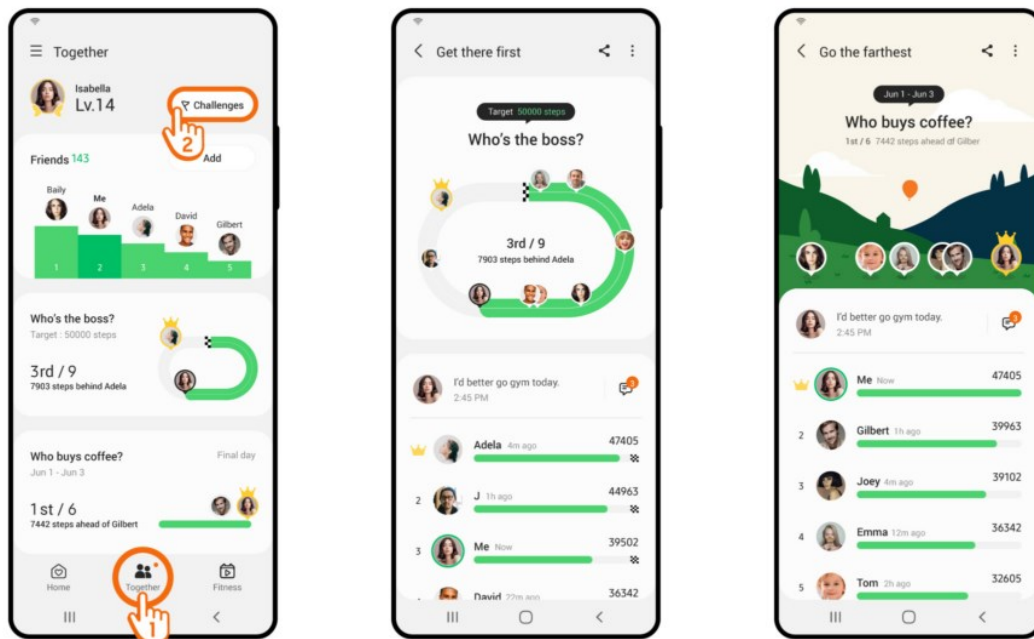 Together
Isabella
Lv.14
Challenges
2
Friends 143
Add
Baily
Me
Adela
David
Gilbert
1
2
3
4
5
Who's the boss?
Target : 50000 steps
3rd / 9
7903 steps behind Adela
Who buys coffee?
Final day
Jun 1 - Jun 3
1st / 6
7442 steps ahead of Gilbert
Home
Together
Fitness
1
Get there first
Target 50000 steps
Who's the boss?
3rd / 9
7903 steps behind Adela
I'd better go gym today.
2:45 PM
3
Adela 4m ago 47405
2 J 1h ago 44963
3 Me Now 39502
David 22m ago 36342
Go the farthest
Jun 1 - Jun 3
Who buys coffee?
1st / 6 7442 steps ahead of Gilber
I'd better go gym today.
2:45 PM
3
Me Now 47405
2 Gilbert 1h ago 39963
3 Joey 4m ago 39102
4 Emma 12m ago 36342
5 Tom 2h ago 32605